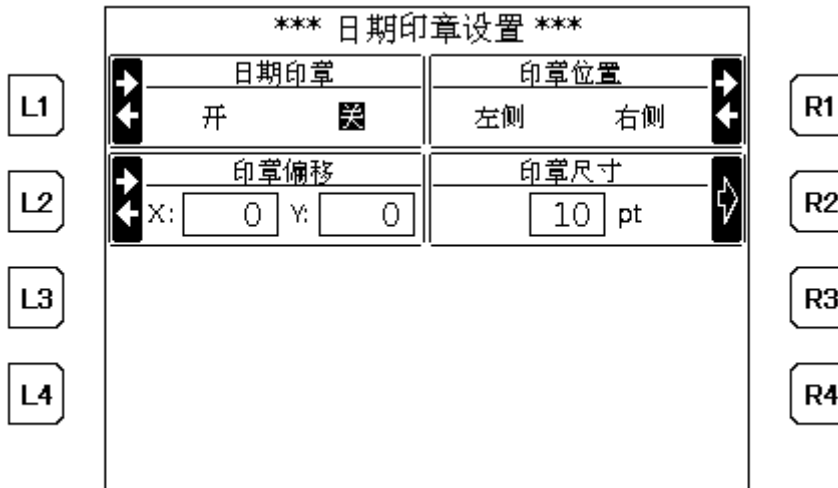 *** 日期印章设置 ***
日期印章 印章位置
L1 开 关 左侧 右侧 R1
印章偏移 印章尺寸
L2 X: 0 Y: 0 10 pt R2
L3 R3
L4 R4